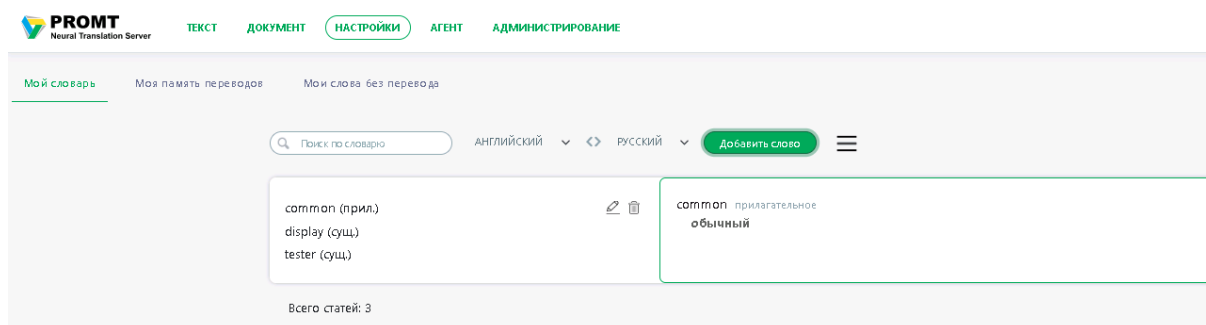 PROMT
Neural Translation Server
ТЕКСТ ДОКУМЕНТ НАСТРОЙКИ АГЕНТ АДМИНИСТРИРОВАНИЕ
Мой словарь Моя память переводов Мои слова без перевода
Поиск по словарю АНГЛИЙСКИЙ <> РУССКИЙ Добавить слово
common (прил.)
display (сущ.)
tester (сущ.)
common прилагательное
обычный
Всего статей: 3